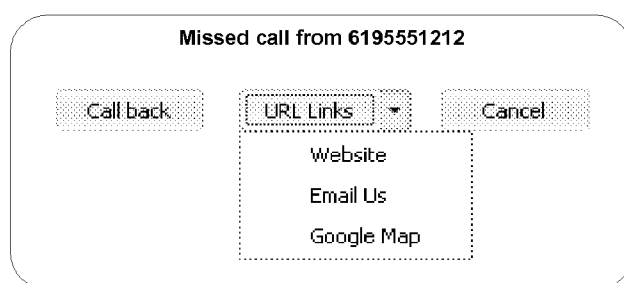 Missed call from 6195551212
Call back URL Links Cancel
Website
Email Us
Google Map